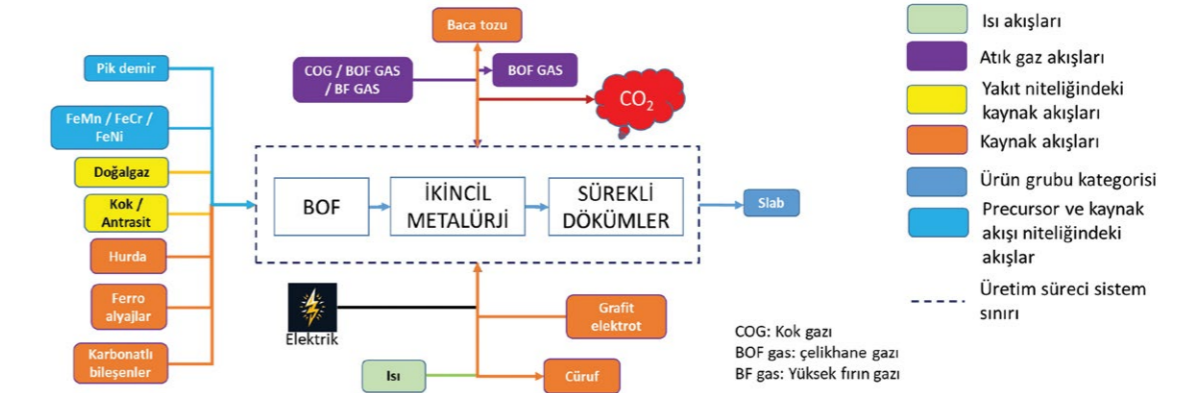 Baca tozu
COG / BOF GAS
/ BF GAS
BOF GAS
CO2
Pik demir
FeMn / FeCr /
FeNi
Doğalgaz
Kok /
Antrasit
Hurda
Ferro
alyajlar
Karbonatlı
bileşenler
BOF
İKİNCİL
METALÜRJİ
SÜREKLİ
DÖKÜMLER
Slab
Elektrik
Isı
Grafit
elektrot
Cüruf
Isı akışları
Atık gaz akışları
Yakıt niteliğindeki
kaynak akışları
Kaynak akışları
Ürün grubu kategorisi
Precursor ve kaynak
akışı niteliğindeki
akışlar
Üretim süreci sistem
sınırı
COG: Kok gazı
BOF gas: çelikhane gazı
BF gas: Yüksek fırın gazı